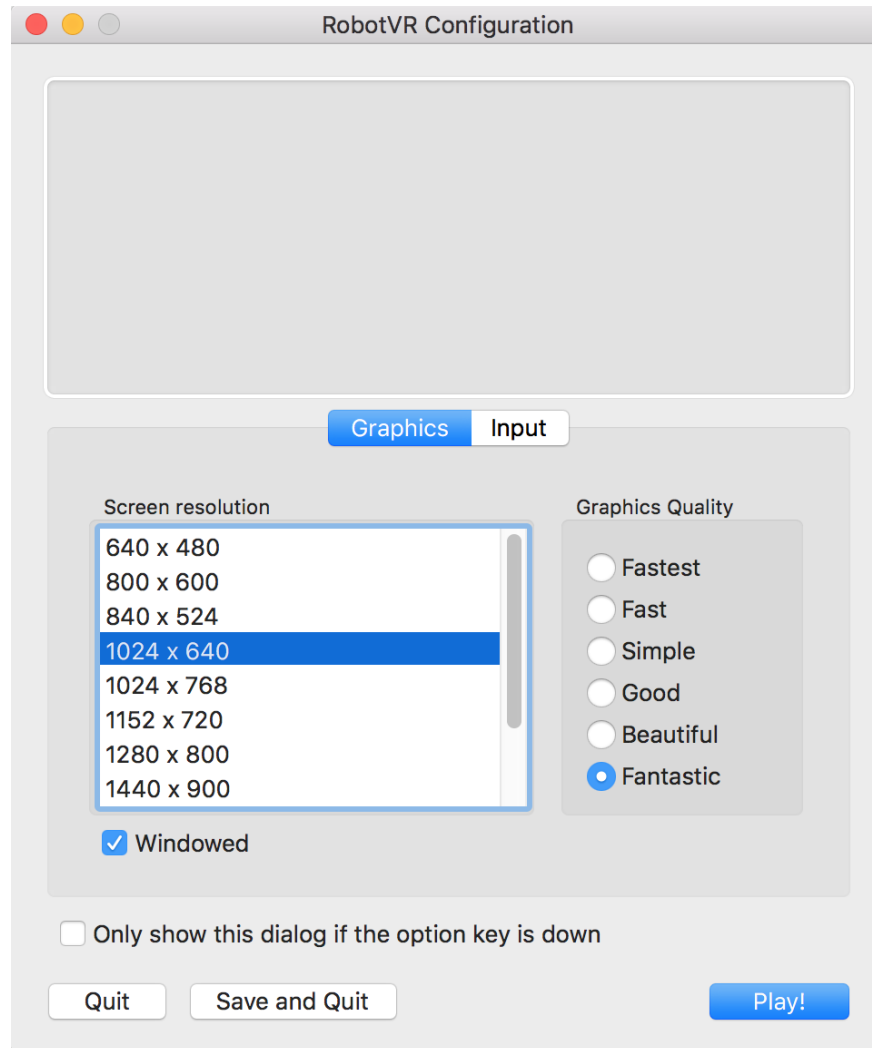 RobotVR Configuration
Graphics Input
Screen resolution
640 x 480
800 x 600
840 x 524
1024 x 640
1024 x 768
1152 x 720
1280 x 800
1440 x 900
Windowed
Graphics Quality
Fastest
Fast
Simple
Good
Beautiful
Fantastic
Only show this dialog if the option key is down
Quit Save and Quit Play!